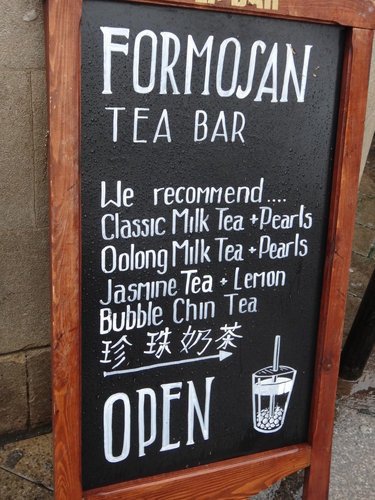 FORMOSAN
TEA BAR
We recommend....
Classic Milk Tea + Pearls
Oolong Milk Tea + Pearls
Jasmine Tea + Lemon
Bubble Chin Tea
珍珠奶茶
OPEN